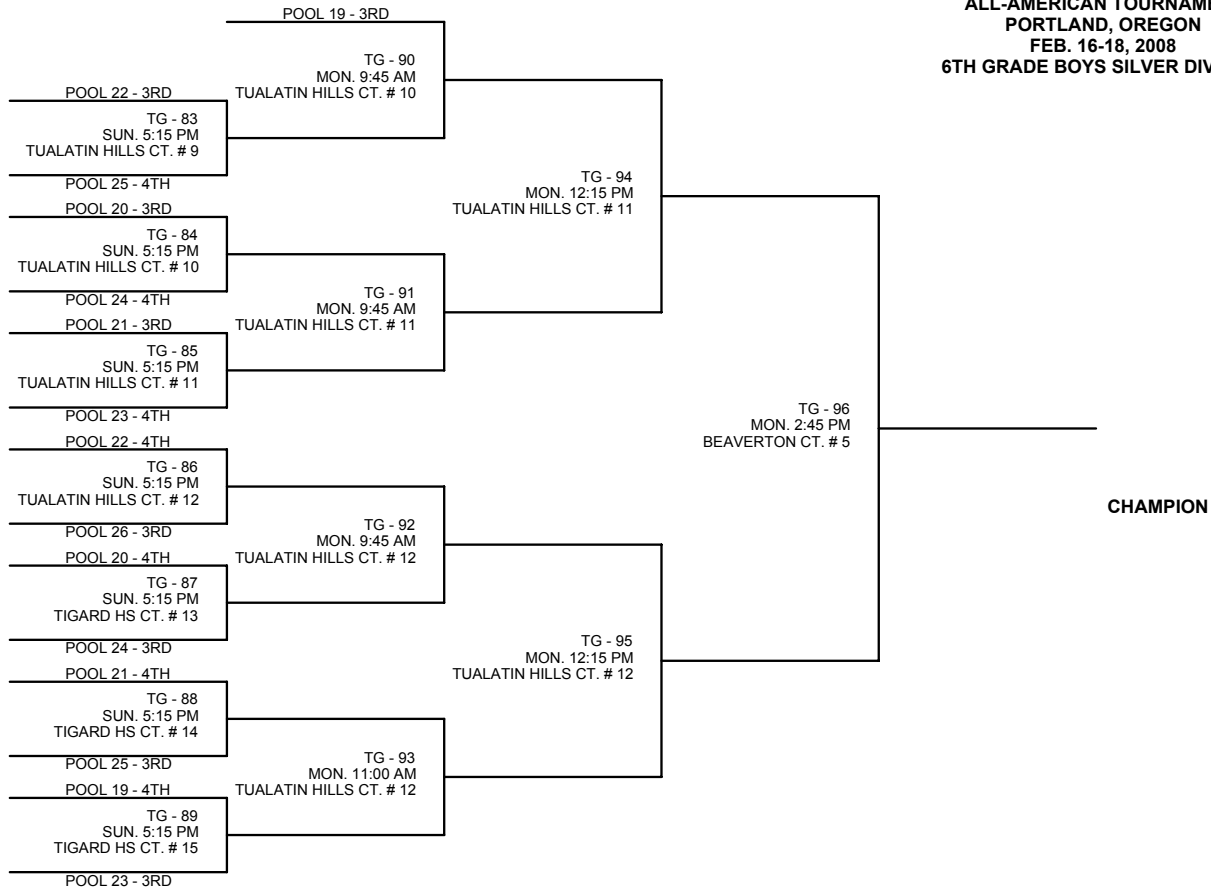 ALL-AMERICAN TOURNAM
PORTLAND, OREGON
FEB. 16-18, 2008
6TH GRADE BOYS SILVER DIV
POOL 19 - 3RD
TG - 90
MON. 9:45 AM
TUALATIN HILLS CT. # 10
POOL 22 - 3RD
TG - 83
SUN. 5:15 PM
TUALATIN HILLS CT. # 9
POOL 25 - 4TH
POOL 20 - 3RD
TG - 84
SUN. 5:15 PM
TUALATIN HILLS CT. # 10
POOL 24 - 4TH
TG - 94
MON. 12:15 PM
TUALATIN HILLS CT. # 11
TG - 91
MON. 9:45 AM
TUALATIN HILLS CT. # 11
POOL 21 - 3RD
TG - 85
SUN. 5:15 PM
TUALATIN HILLS CT. # 11
POOL 23 - 4TH
TG - 96
MON. 2:45 PM
BEAVERTON CT. # 5
CHAMPION
POOL 22 - 4TH
TG - 86
SUN. 5:15 PM
TUALATIN HILLS CT. # 12
POOL 26 - 3RD
TG - 92
MON. 9:45 AM
TUALATIN HILLS CT. # 12
POOL 20 - 4TH
TG - 87
SUN. 5:15 PM
TIGARD HS CT. # 13
POOL 24 - 3RD
TG - 95
MON. 12:15 PM
TUALATIN HILLS CT. # 12
POOL 21 - 4TH
TG - 88
SUN. 5:15 PM
TIGARD HS CT. # 14
POOL 25 - 3RD
TG - 93
MON. 11:00 AM
TUALATIN HILLS CT. # 12
POOL 19 - 4TH
TG - 89
SUN. 5:15 PM
TIGARD HS CT. # 15
POOL 23 - 3RD